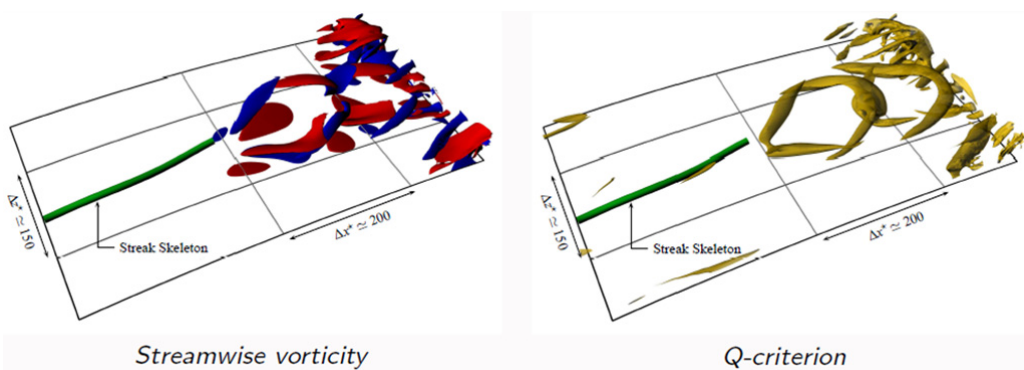 Δz* ≃ 150
Streak Skeleton
Δx* ≃ 200
Streamwise vorticity
Δz* ≃ 150
Streak Skeleton
Δx* ≃ 200
Q-criterion